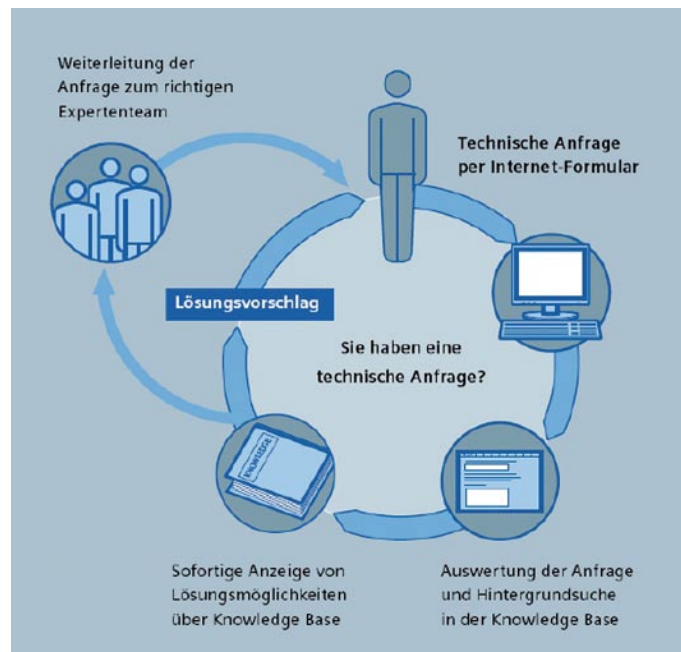 Weiterleitung der
Anfrage zum richtigen
Expertenteam
Technische Anfrage
per Internet-Formular
Lösungsvorschlag
Sie haben eine
technische Anfrage?
KNOWLEDGE
Sofortige Anzeige von
Lösungsmöglichkeiten
über Knowledge Base
Auswertung der Anfrage
und Hintergrundsuche
in der Knowledge Base